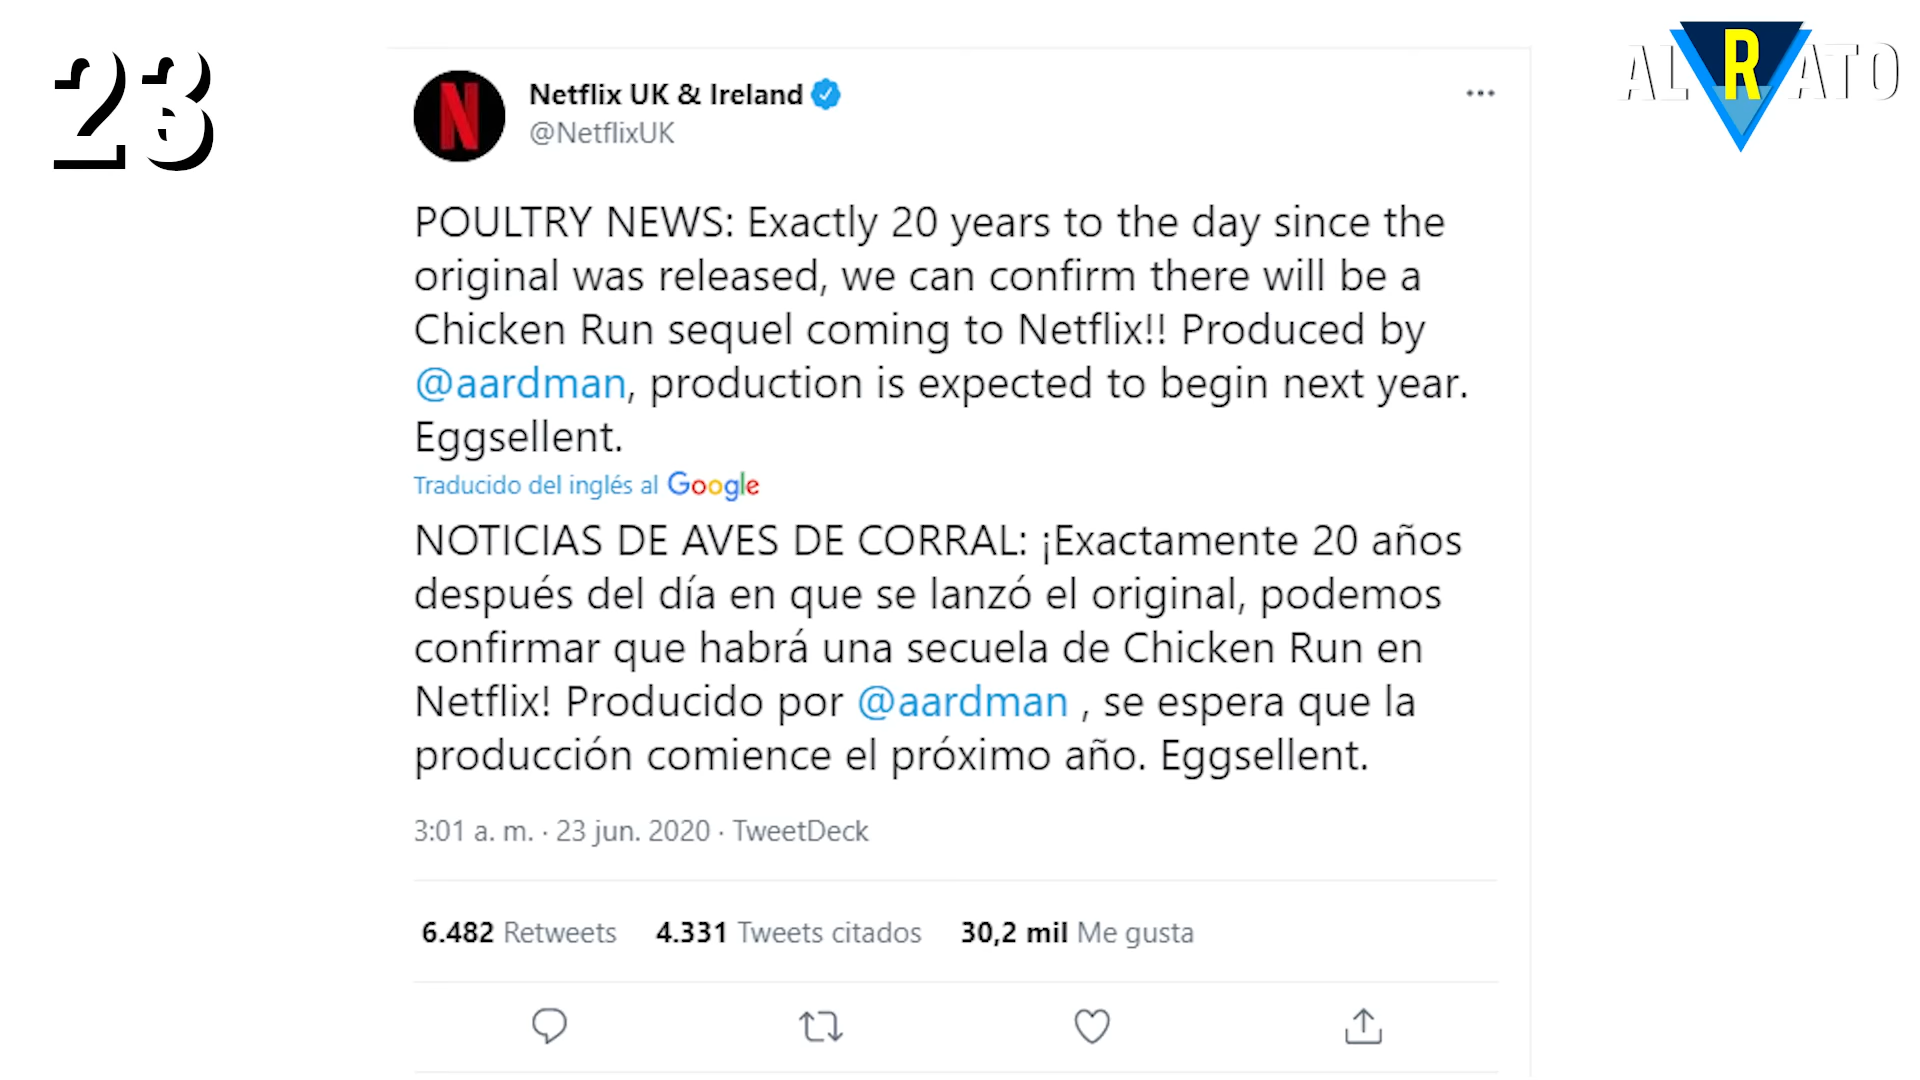 23
AL RATO
Netflix UK & Ireland
@NetflixUK
POULTRY NEWS: Exactly 20 years to the day since the
original was released, we can confirm there will be a
Chicken Run sequel coming to Netflix!! Produced by
@aardman, production is expected to begin next year.
Eggsellent.
Traducido del inglés al Google
NOTICIAS DE AVES DE CORRAL: ¡Exactamente 20 años
después del día en que se lanzó el original, podemos
confirmar que habrá una secuela de Chicken Run en
Netflix! Producido por @aardman , se espera que la
producción comience el próximo año. Eggsellent.
3:01 a. m. · 23 jun. 2020 · TweetDeck
6.482 Retweets 4.331 Tweets citados 30,2 mil Me gusta